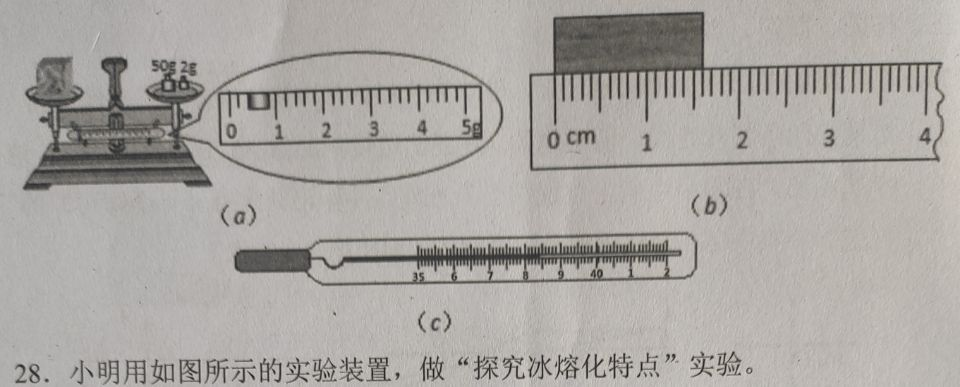 50g 2g
0 1 2 3 4 5g
0 cm 1 2 3 4
(a)
(b)
35 6 7 8 9 40 1 2
(c)
28．小明用如图所示的实验装置，做“探究冰熔化特点”实验。